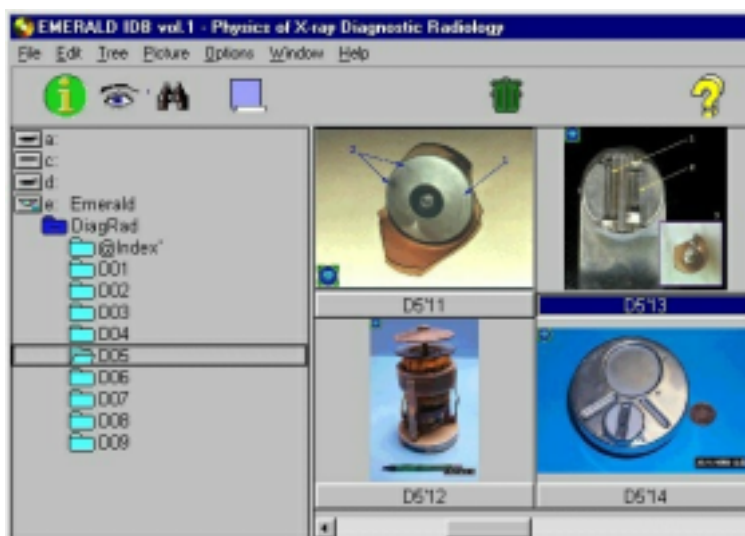 EMERALD IDB vol.1 - Physics of X-ray Diagnostic Radiology
File Edit Tree Picture Options Window Help
a:
c:
d:
e: Emerald
DiagRad
@Index"
D01
D02
D03
D04
D05
D06
D07
D08
D09
D5'11
D5'13
D5'12
D5'14